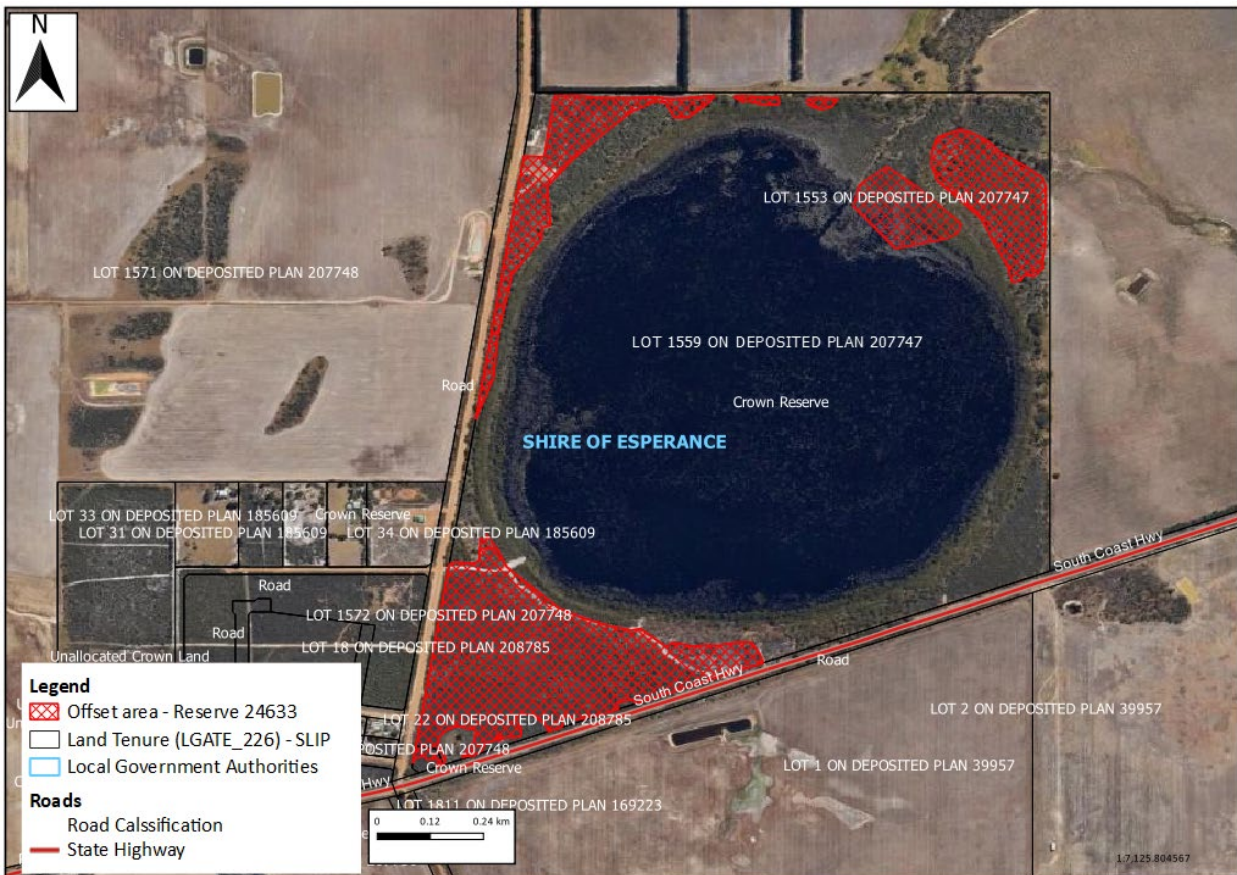 N
LOT 1553 ON DEPOSITED PLAN 207747
LOT 1571 ON DEPOSITED PLAN 207748
LOT 1559 ON DEPOSITED PLAN 207747
Road
Crown Reserve
SHIRE OF ESPERANCE
LOT 33 ON DEPOSITED PLAN 185609
Crown Reserve
LOT 31 ON DEPOSITED PLAN 185609
LOT 34 ON DEPOSITED PLAN 185609
South Coast Hwy
Road
LOT 1572 ON DEPOSITED PLAN 207748
Road
LOT 18 ON DEPOSITED PLAN 208785
Unallocated Crown Land
Road
South Coast Hwy
LOT 2 ON DEPOSITED PLAN 39957
LOT 22 ON DEPOSITED PLAN 208785
DEPOSITED PLAN 207748
LOT 1 ON DEPOSITED PLAN 39957
Crown Reserve
Hwy
LOT 1811 ON DEPOSITED PLAN 169223
Legend
Offset area - Reserve 24633
Land Tenure (LGATE_226) - SLIP
Local Government Authorities
Roads
Road Calssification
State Highway
0 0.12 0.24 km
1:7,125.804567